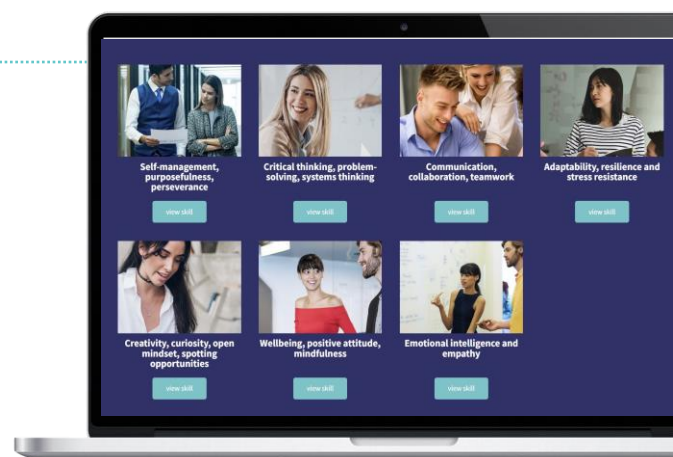 Self-management,
purposefulness,
perseverance
view skill
Critical thinking, problem-
solving, systems thinking
view skill
Communication,
collaboration, teamwork
view skill
Adaptability, resilience and
stress resistance
view skill
Creativity, curiosity, open
mindset, spotting
opportunities
view skill
Wellbeing, positive attitude,
mindfulness
view skill
Emotional intelligence and
empathy
view skill